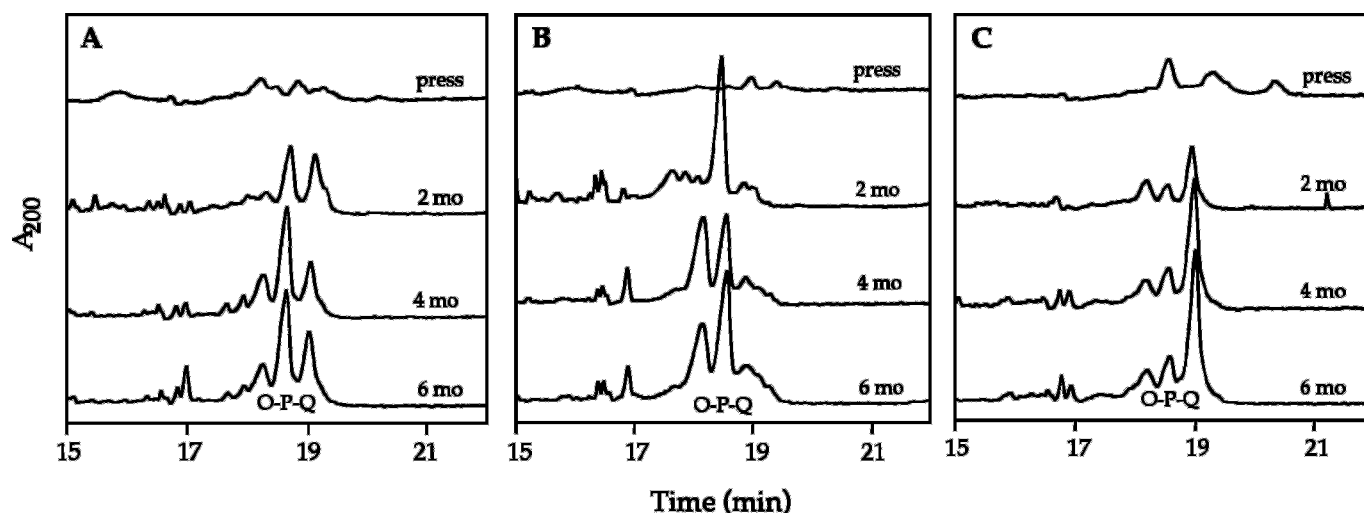 A
press
2 mo
4 mo
6 mo
O-P-Q
15 17 19 21
B
press
2 mo
4 mo
6 mo
O-P-Q
15 17 19 21
C
press
2 mo
4 mo
6 mo
O-P-Q
15 17 19 21
A200
Time (min)